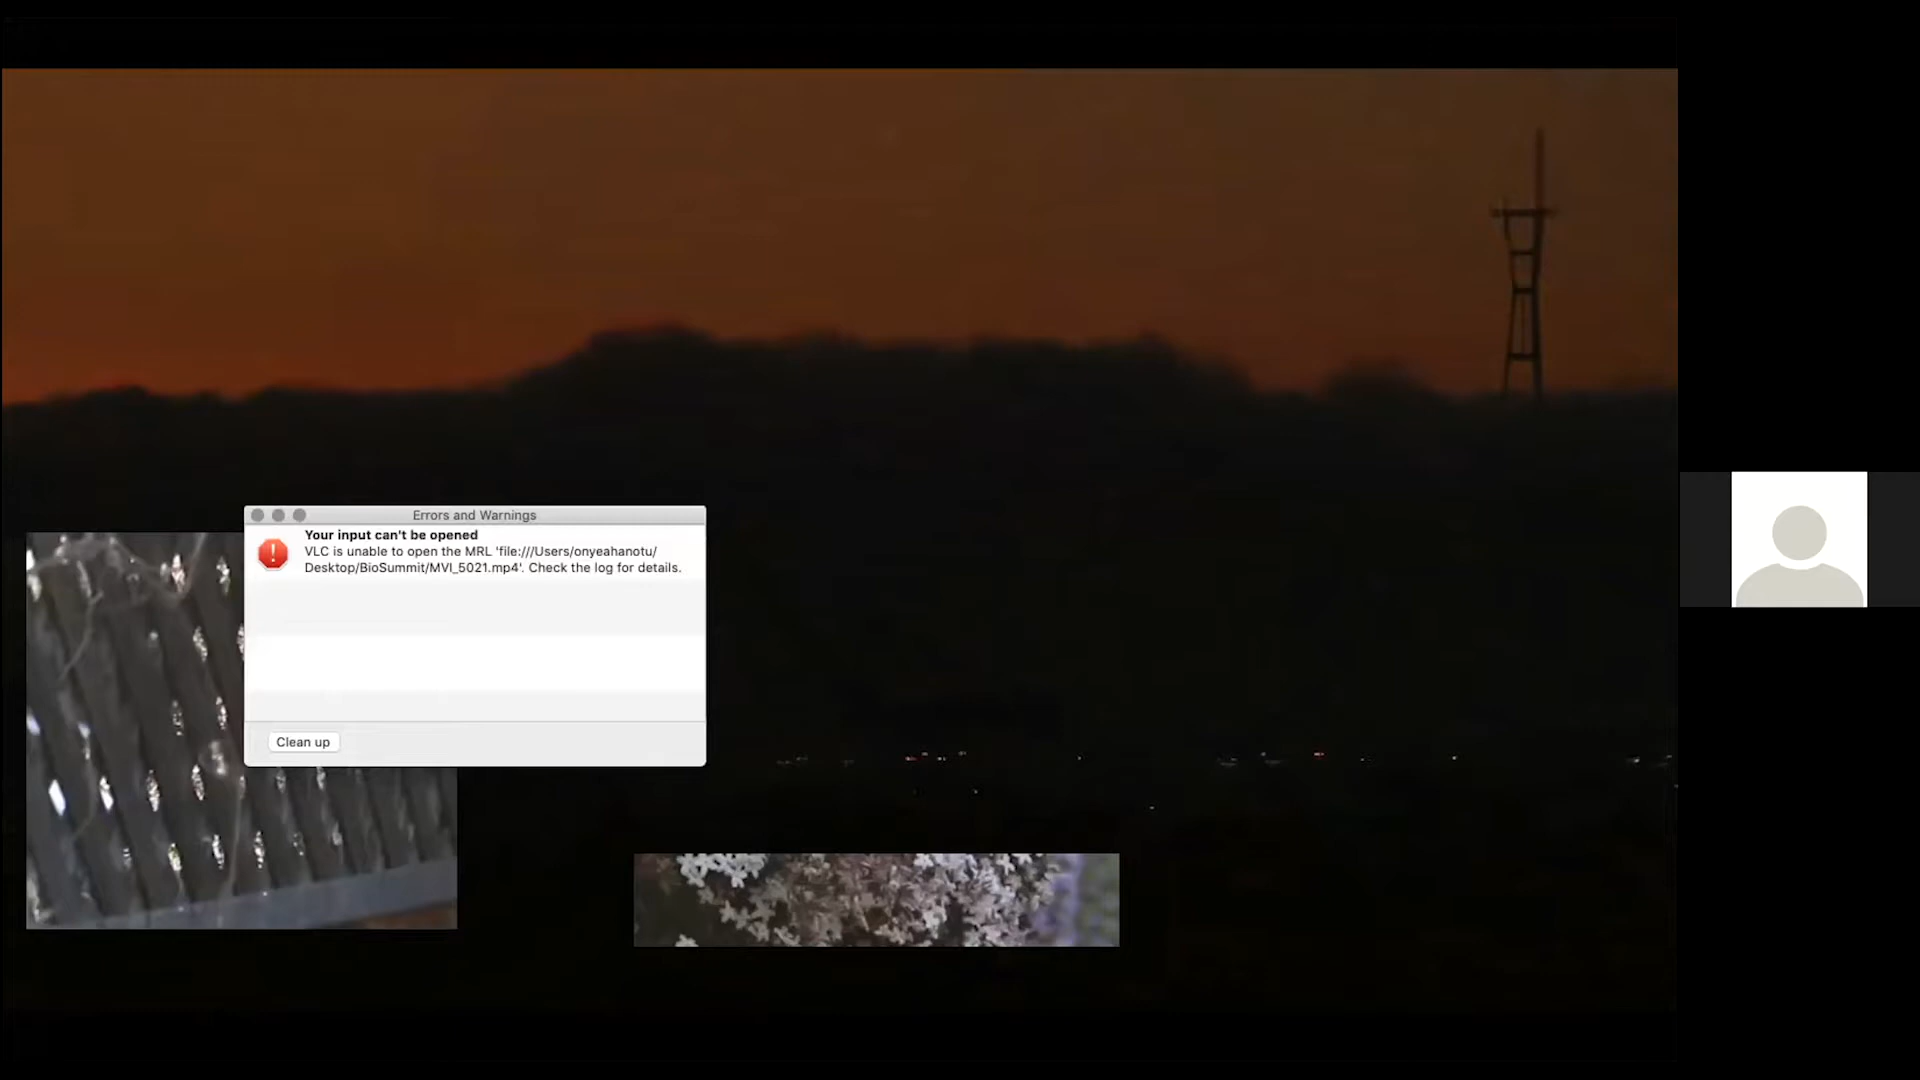 Errors and Warnings
Your input can't be opened
VLC is unable to open the MRL 'file:///Users/onyeahanotu/
Desktop/BioSummit/MVI_5021.mp4'. Check the log for details.
Clean up